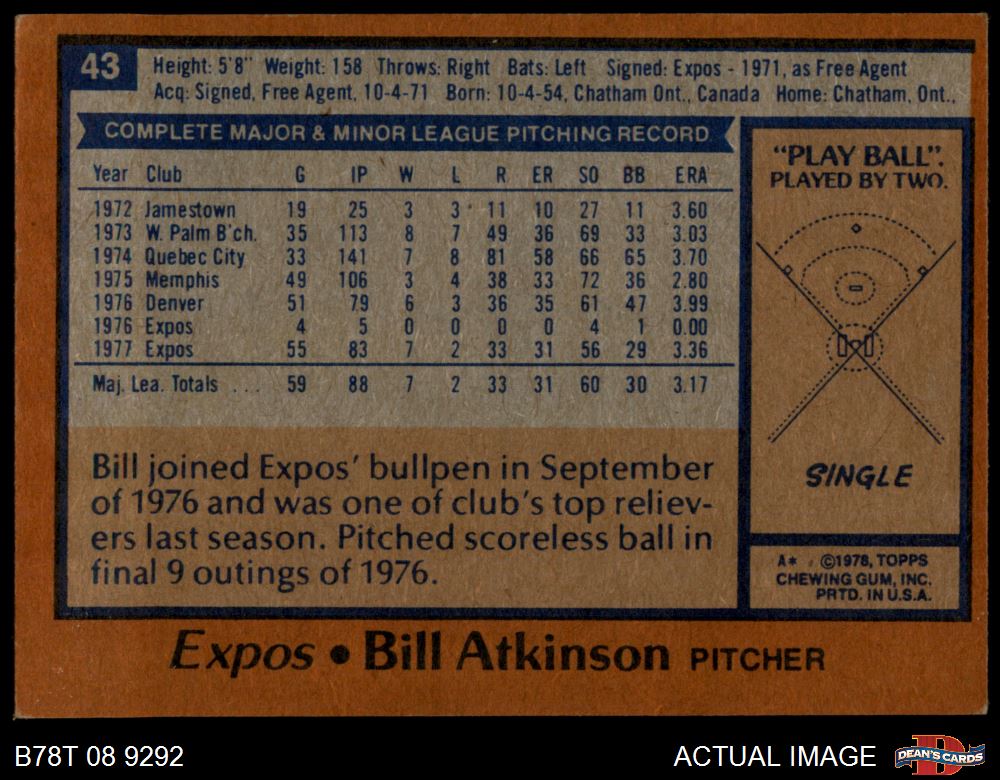 43
Height: 5'8" Weight: 158 Throws: Right Bats: Left Signed: Expos - 1971, as Free Agent
Acq: Signed, Free Agent, 10-4-71 Born: 10-4-54, Chatham Ont., Canada Home: Chatham, Ont.,
COMPLETE MAJOR & MINOR LEAGUE PITCHING RECORD
Year Club G IP W L R ER SO BB ERA
1972 Jamestown 19 25 3 3 11 10 27 11 3.60
1973 W. Palm B'ch. 35 113 8 7 49 36 69 33 3.03
1974 Quebec City 33 141 7 8 81 58 66 65 3.70
1975 Memphis 49 106 3 4 38 33 72 36 2.80
1976 Denver 51 79 6 3 36 35 61 47 3.99
1976 Expos 4 5 0 0 0 0 4 1 0.00
1977 Expos 55 83 7 2 33 31 56 29 3.36
Maj. Lea. Totals . . . 59 88 7 2 33 31 60 30 3.17
Bill joined Expos' bullpen in September
of 1976 and was one of club's top reliev-
ers last season. Pitched scoreless ball in
final 9 outings of 1976.
"PLAY BALL".
PLAYED BY TWO.
SINGLE
A* ©1978, TOPPS
CHEWING GUM, INC.
PRTD. IN U.S.A.
Expos • Bill Atkinson PITCHER
B78T 08 9292
ACTUAL IMAGE
DEAN'S CARDS